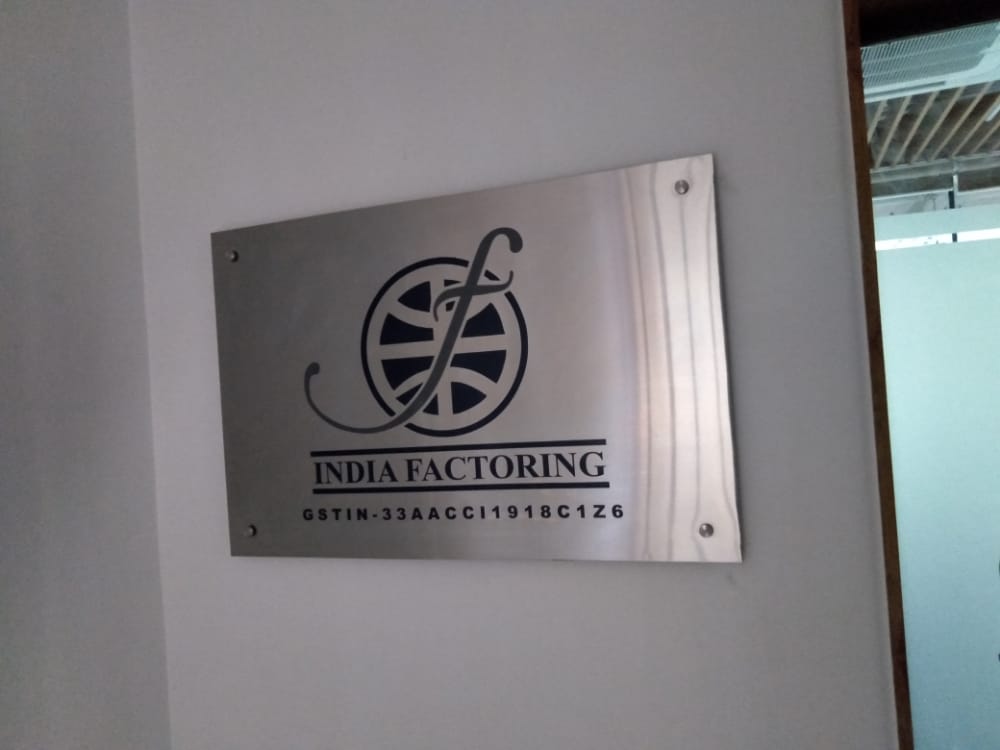 INDIA FACTORING
GSTIN-33AACCI1918C1Z6